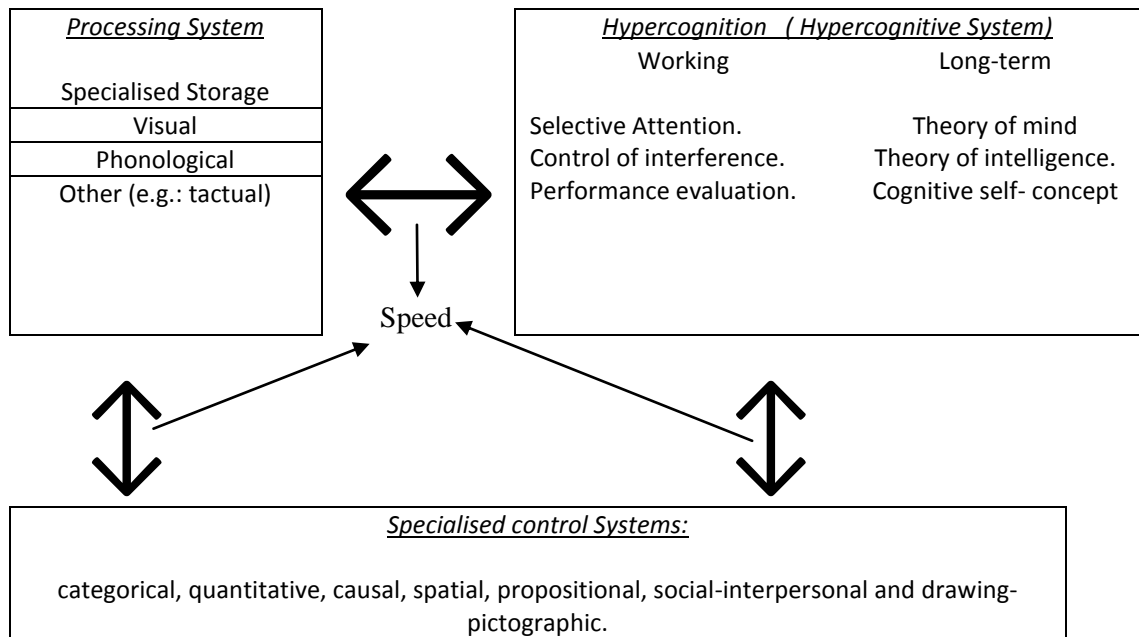 Processing System
Specialised Storage
Visual
Phonological
Other (e.g.: tactual)
Hypercognition ( Hypercognitive System)
Working Long-term
Selective Attention. Theory of mind
Control of interference. Theory of intelligence.
Performance evaluation. Cognitive self- concept
Speed
Specialised control Systems:
categorical, quantitative, causal, spatial, propositional, social-interpersonal and drawing-
pictographic.